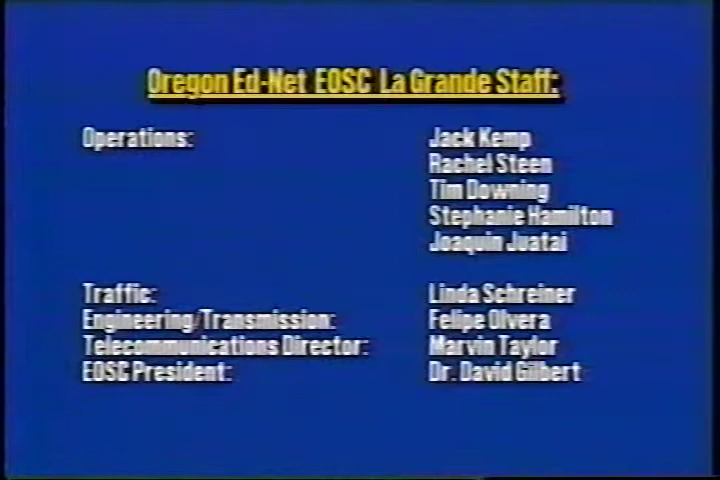 Oregon Ed-Net EOSC La Grande Staff:
Operations: Jack Kemp
Rachel Steen
Tim Downing
Stephanie Hamilton
Joaquin Juatai
Traffic: Linda Schreiner
Engineering/Transmission: Felipe Olvera
Telecommunications Director: Marvin Taylor
EOSC President: Dr. David Gilbert